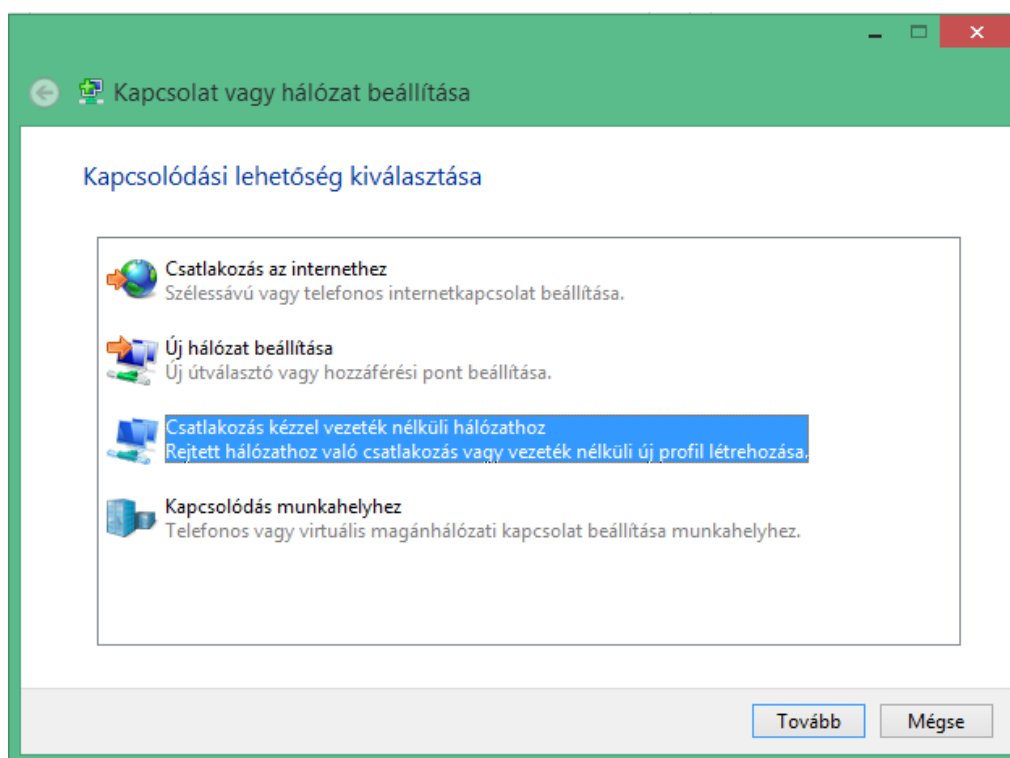 Kapcsolat vagy hálózat beállítása
Kapcsolódási lehetőség kiválasztása
Csatlakozás az internethez
Szélessávú vagy telefonos internetkapcsolat beállítása.
Új hálózat beállítása
Új útválasztó vagy hozzáférési pont beállítása.
Csatlakozás kézzel vezeték nélküli hálózathoz
Rejtett hálózathoz való csatlakozás vagy vezeték nélküli új profil létrehozása.
Kapcsolódás munkahelyhez
Telefonos vagy virtuális magánhálózati kapcsolat beállítása munkahelyhez.
Tovább
Mégse